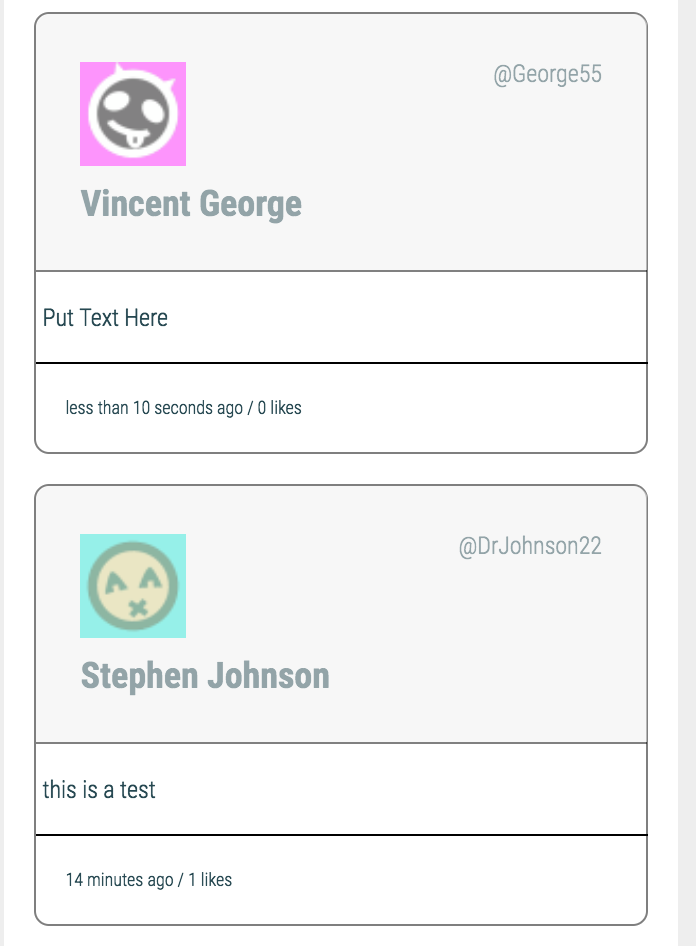 @George55
Vincent George
Put Text Here
less than 10 seconds ago / 0 likes
@DrJohnson22
Stephen Johnson
this is a test
14 minutes ago / 1 likes